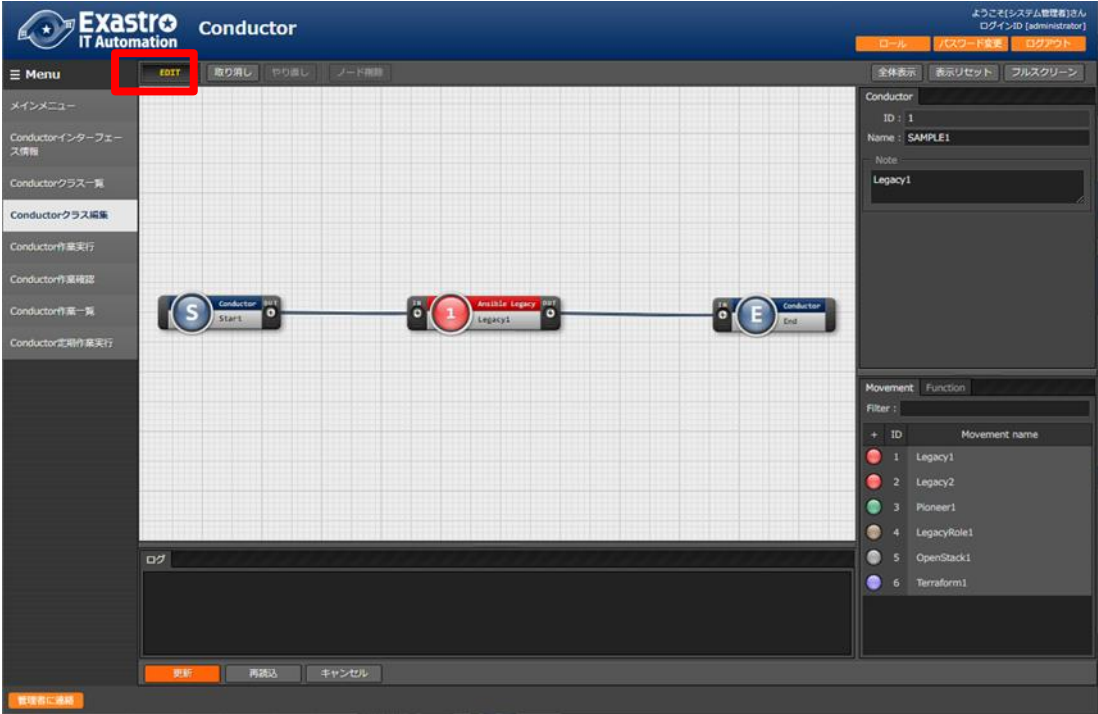 Exastro
IT Automation
Conductor
ようこそ[システム管理者]さん
ログインID [administrator]
ロール
パスワード変更
ログアウト
☰ Menu
EDIT
取り消し
やり直し
ノード削除
全体表示
表示リセット
フルスクリーン
メインメニュー
Conductorインターフェー
ス情報
Conductorクラス一覧
Conductorクラス編集
Conductor作業実行
Conductor作業確認
Conductor作業一覧
Conductor定期作業実行
S
Conductor
OUT
Start
IN
1
Ansible Legacy
OUT
Legacy1
IN
E
Conductor
End
Conductor
ID : 1
Name : SAMPLE1
Note
Legacy1
Movement
Function
Filter :
+ ID Movement name
1 Legacy1
2 Legacy2
3 Pioneer1
4 LegacyRole1
5 OpenStack1
6 Terraform1
ログ
更新
再読込
キャンセル
管理者に連絡